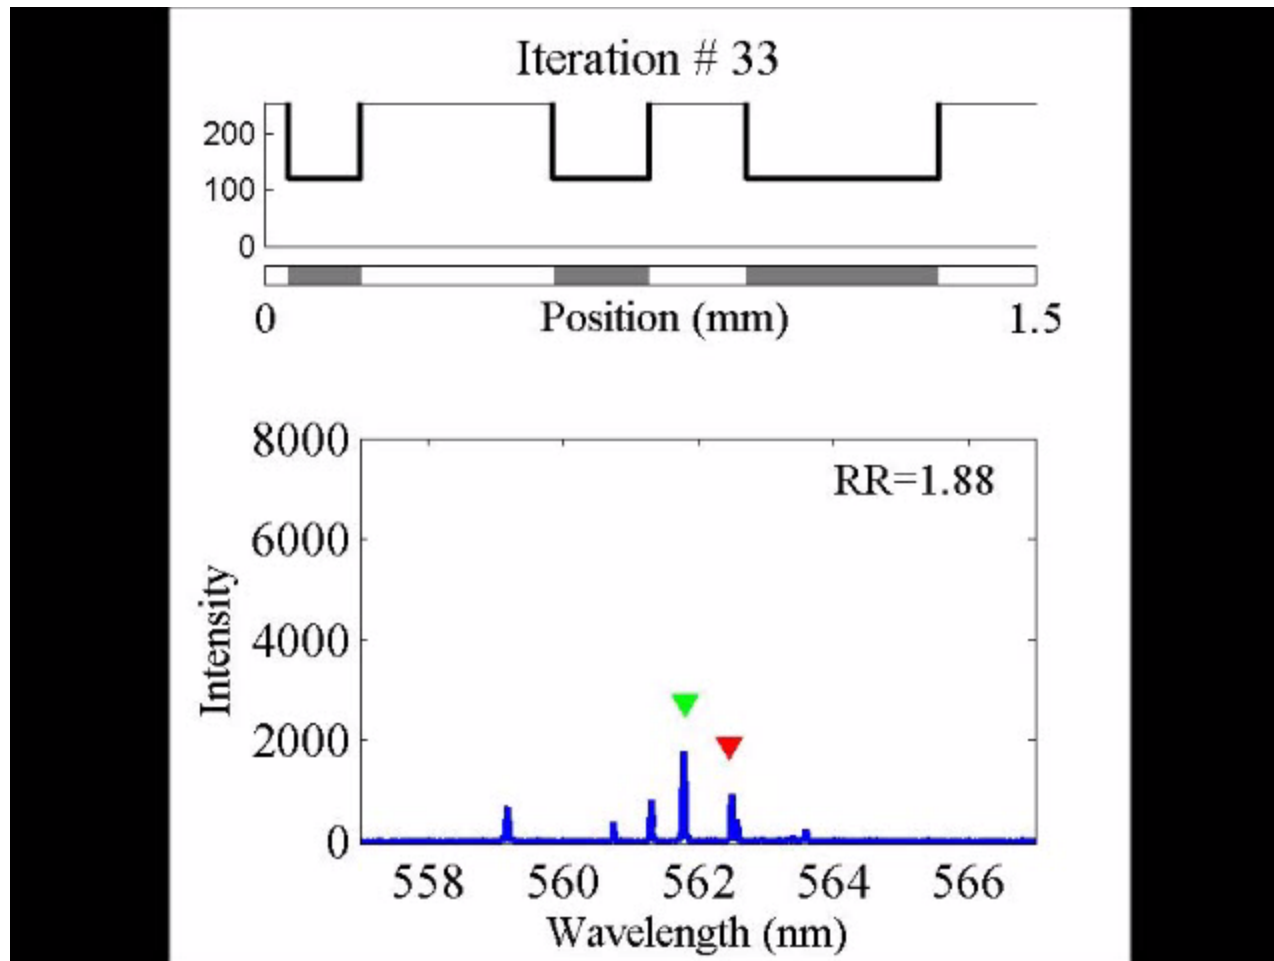 Iteration # 33
200
100
0
0 Position (mm) 1.5
8000
RR=1.88
6000
4000
2000
0
Intensity
558 560 562 564 566
Wavelength (nm)